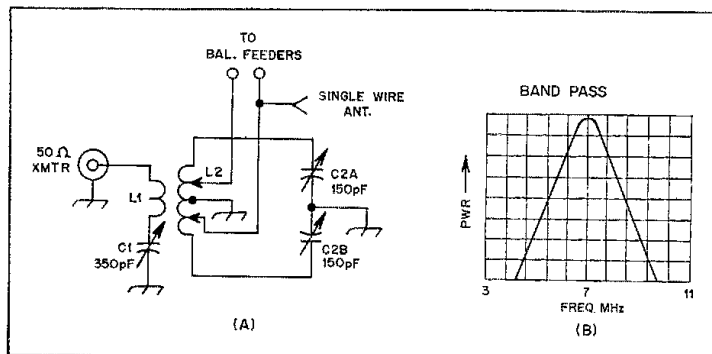 TO
BAL. FEEDERS
SINGLE WIRE
ANT.
50Ω
XMTR
L1
L2
C1
350pF
C2A
150pF
C2B
150pF
(A)
BAND PASS
PWR
3
7
11
FREQ. MHz
(B)